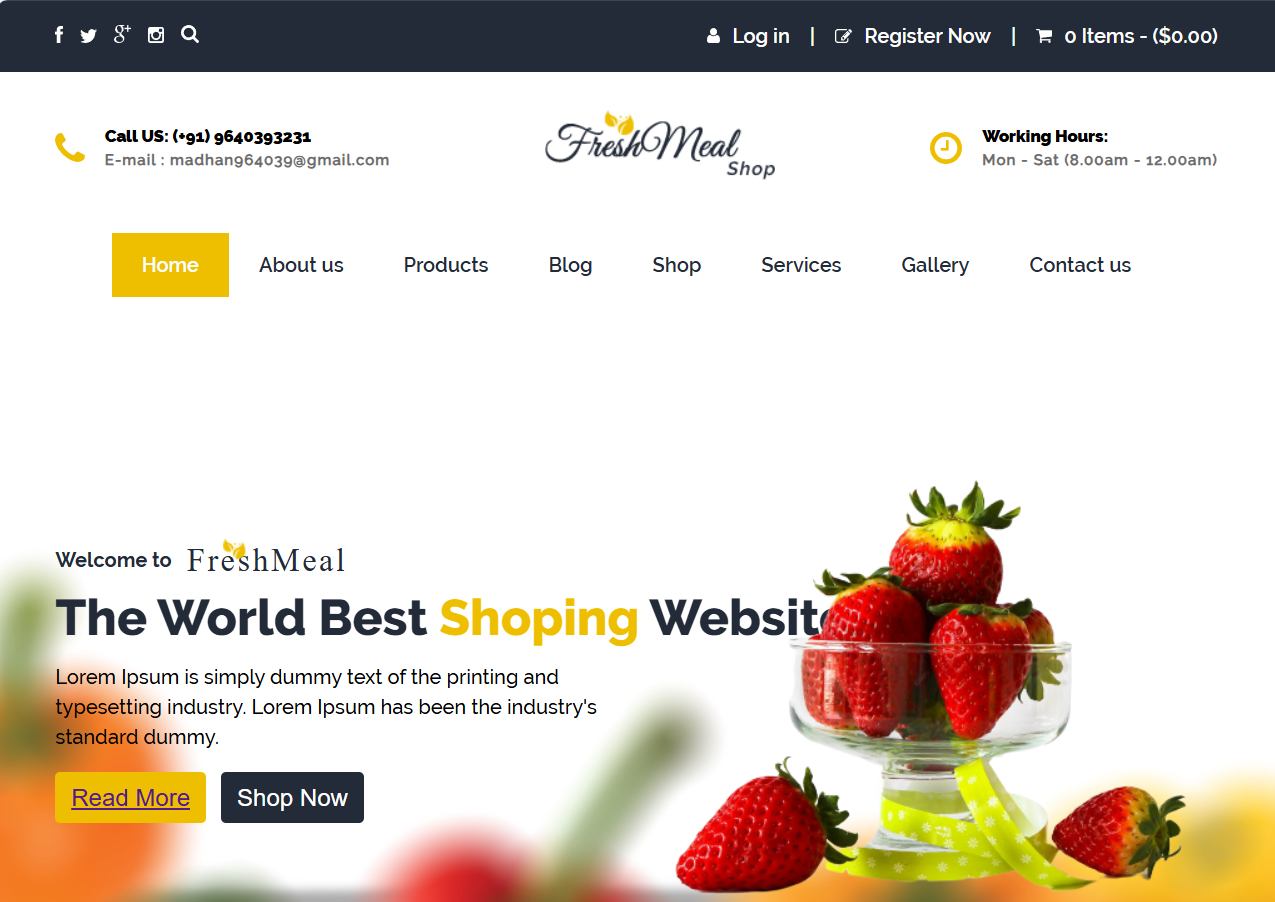 Log in | Register Now | 0 Items - ($0.00)
Call US: (+91) 9640393231
E-mail : madhan964039@gmail.com
FreshMeal
Shop
Working Hours:
Mon - Sat (8.00am - 12.00am)
Home About us Products Blog Shop Services Gallery Contact us
Welcome to FreshMeal
The World Best Shoping Website
Lorem Ipsum is simply dummy text of the printing and
typesetting industry. Lorem Ipsum has been the industry's
standard dummy.
Read More Shop Now